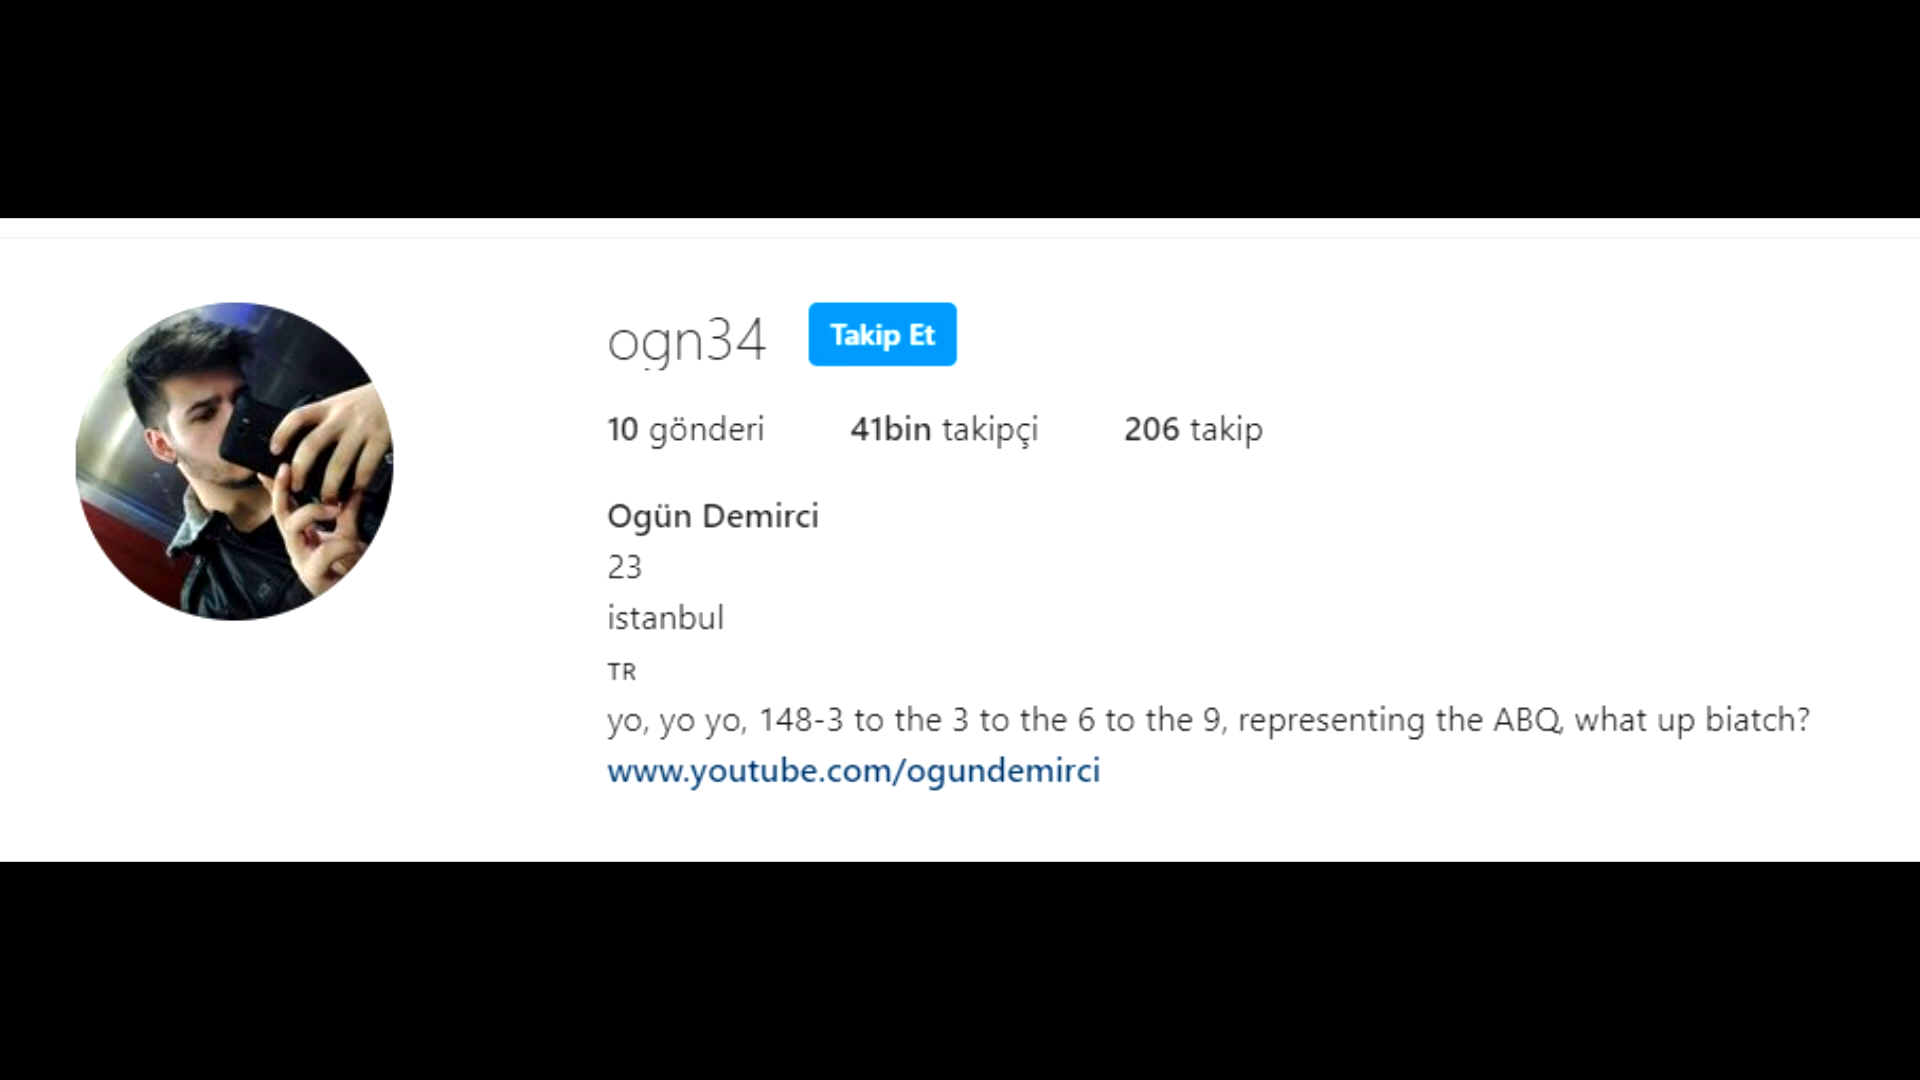 ogn34 Takip Et
10 gönderi 41bin takipçi 206 takip
Ogün Demirci
23
istanbul
TR
yo, yo yo, 148-3 to the 3 to the 6 to the 9, representing the ABQ, what up biatch?
www.youtube.com/ogundemirci